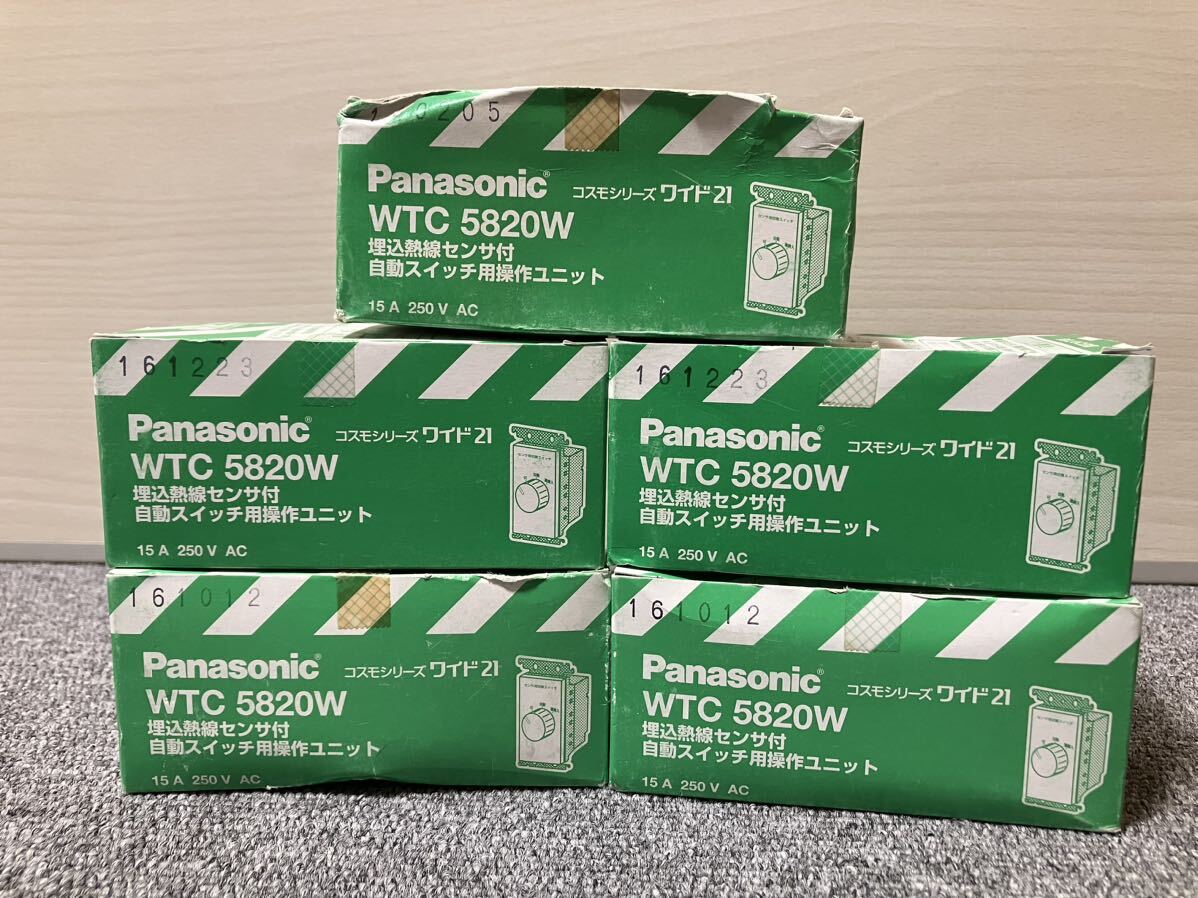 0205
Panasonic® コスモシリーズ ワイド21
WTC 5820W
埋込熱線センサ付
自動スイッチ用操作ユニット
15 A 250 V AC
161223
Panasonic® コスモシリーズ ワイド21
WTC 5820W
埋込熱線センサ付
自動スイッチ用操作ユニット
15 A 250 V AC
161223
Panasonic® コスモシリーズ ワイド21
WTC 5820W
埋込熱線センサ付
自動スイッチ用操作ユニット
15 A 250 V AC
161012
Panasonic® コスモシリーズ ワイド21
WTC 5820W
埋込熱線センサ付
自動スイッチ用操作ユニット
15 A 250 V AC
161012
Panasonic® コスモシリーズ ワイド21
WTC 5820W
埋込熱線センサ付
自動スイッチ用操作ユニット
15 A 250 V AC